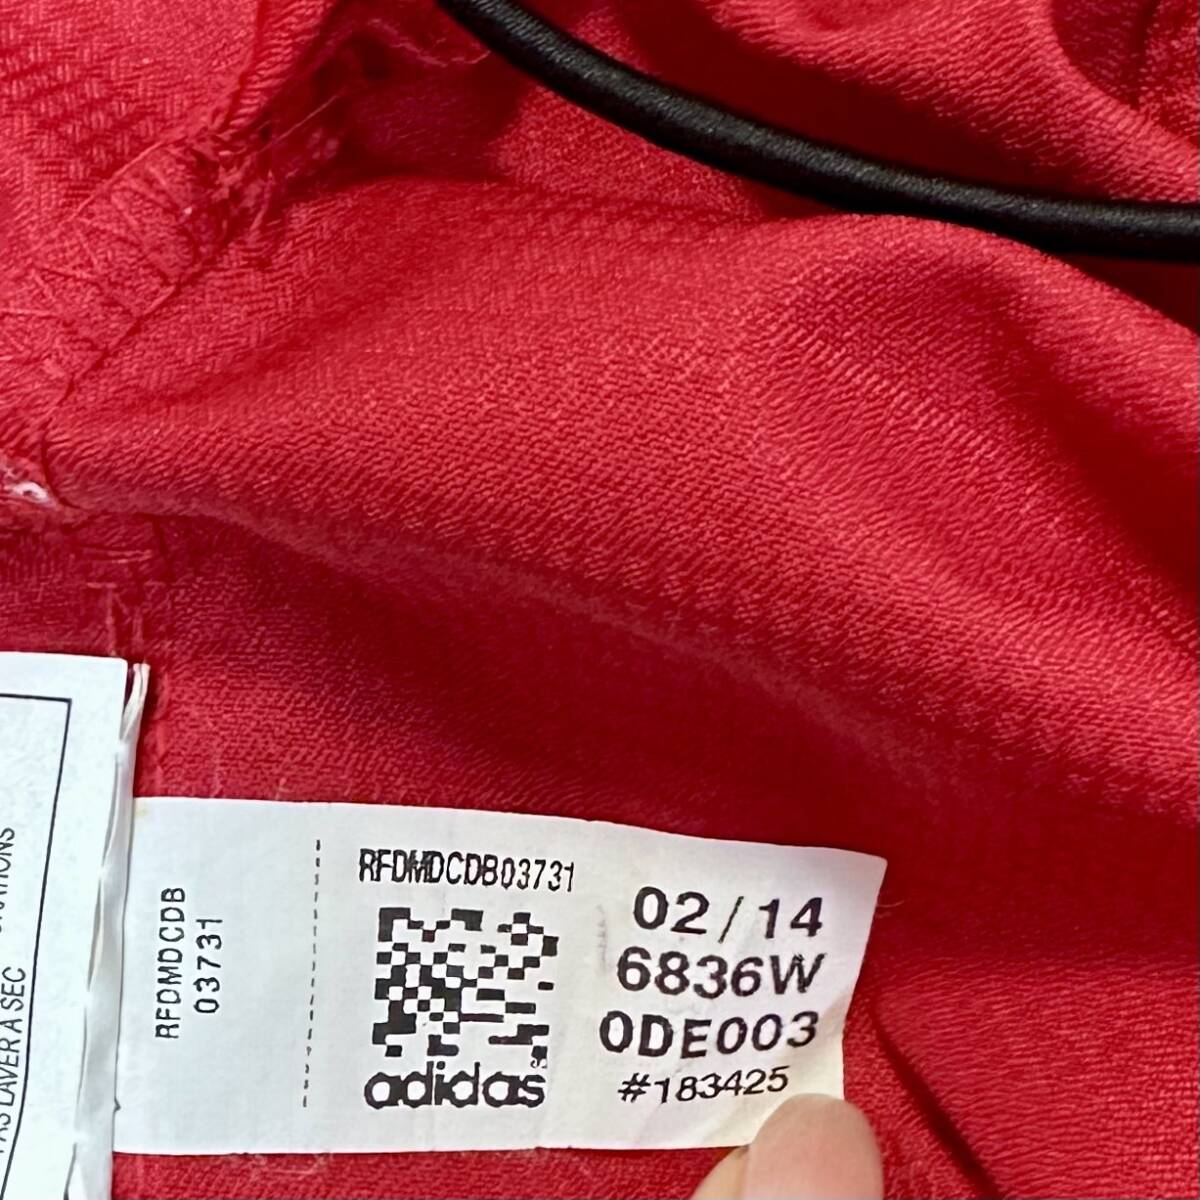 RFDMDCDB
03731
RFDMDCDB03731
adidas
02/14
6836W
0DE003
#183425
PAS LAVER A SEC